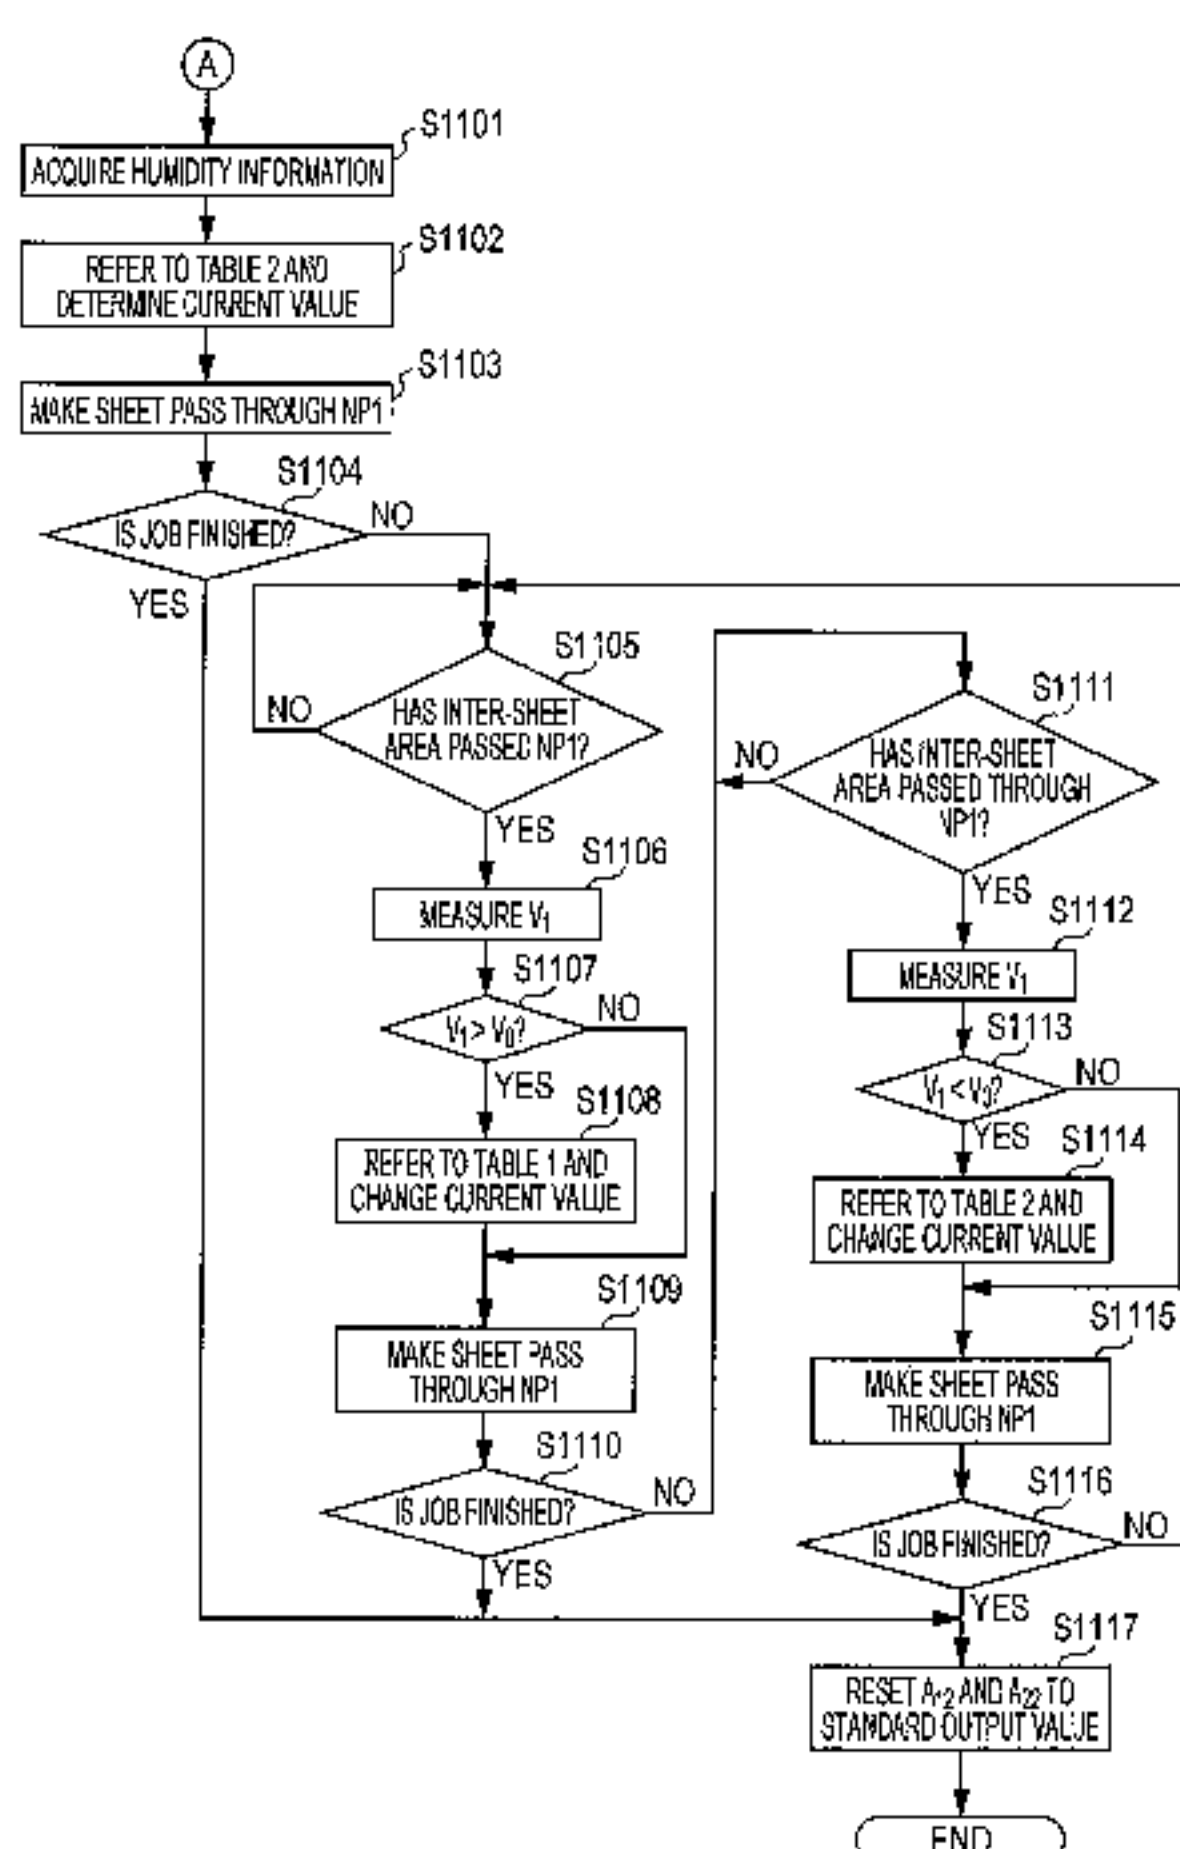 A
S1101
ACQUIRE HUMIDITY INFORMATION
S1102
REFER TO TABLE 2 AND
DETERMINE CURRENT VALUE
S1103
MAKE SHEET PASS THROUGH NP1
S1104
IS JOB FINISHED?
NO
YES
S1105
HAS INTER-SHEET
AREA PASSED NP1?
NO
YES
S1106
MEASURE V1
S1107
V1 > V0?
NO
YES
S1108
REFER TO TABLE 1 AND
CHANGE CURRENT VALUE
S1109
MAKE SHEET PASS
THROUGH NP1
S1110
IS JOB FINISHED?
NO
YES
S1111
HAS INTER-SHEET
AREA PASSED THROUGH
NP1?
NO
YES
S1112
MEASURE V1
S1113
V1 < V0?
NO
YES
S1114
REFER TO TABLE 2 AND
CHANGE CURRENT VALUE
S1115
MAKE SHEET PASS
THROUGH NP1
S1116
IS JOB FINISHED?
NO
YES
S1117
RESET A12 AND A22 TO
STANDARD OUTPUT VALUE
END